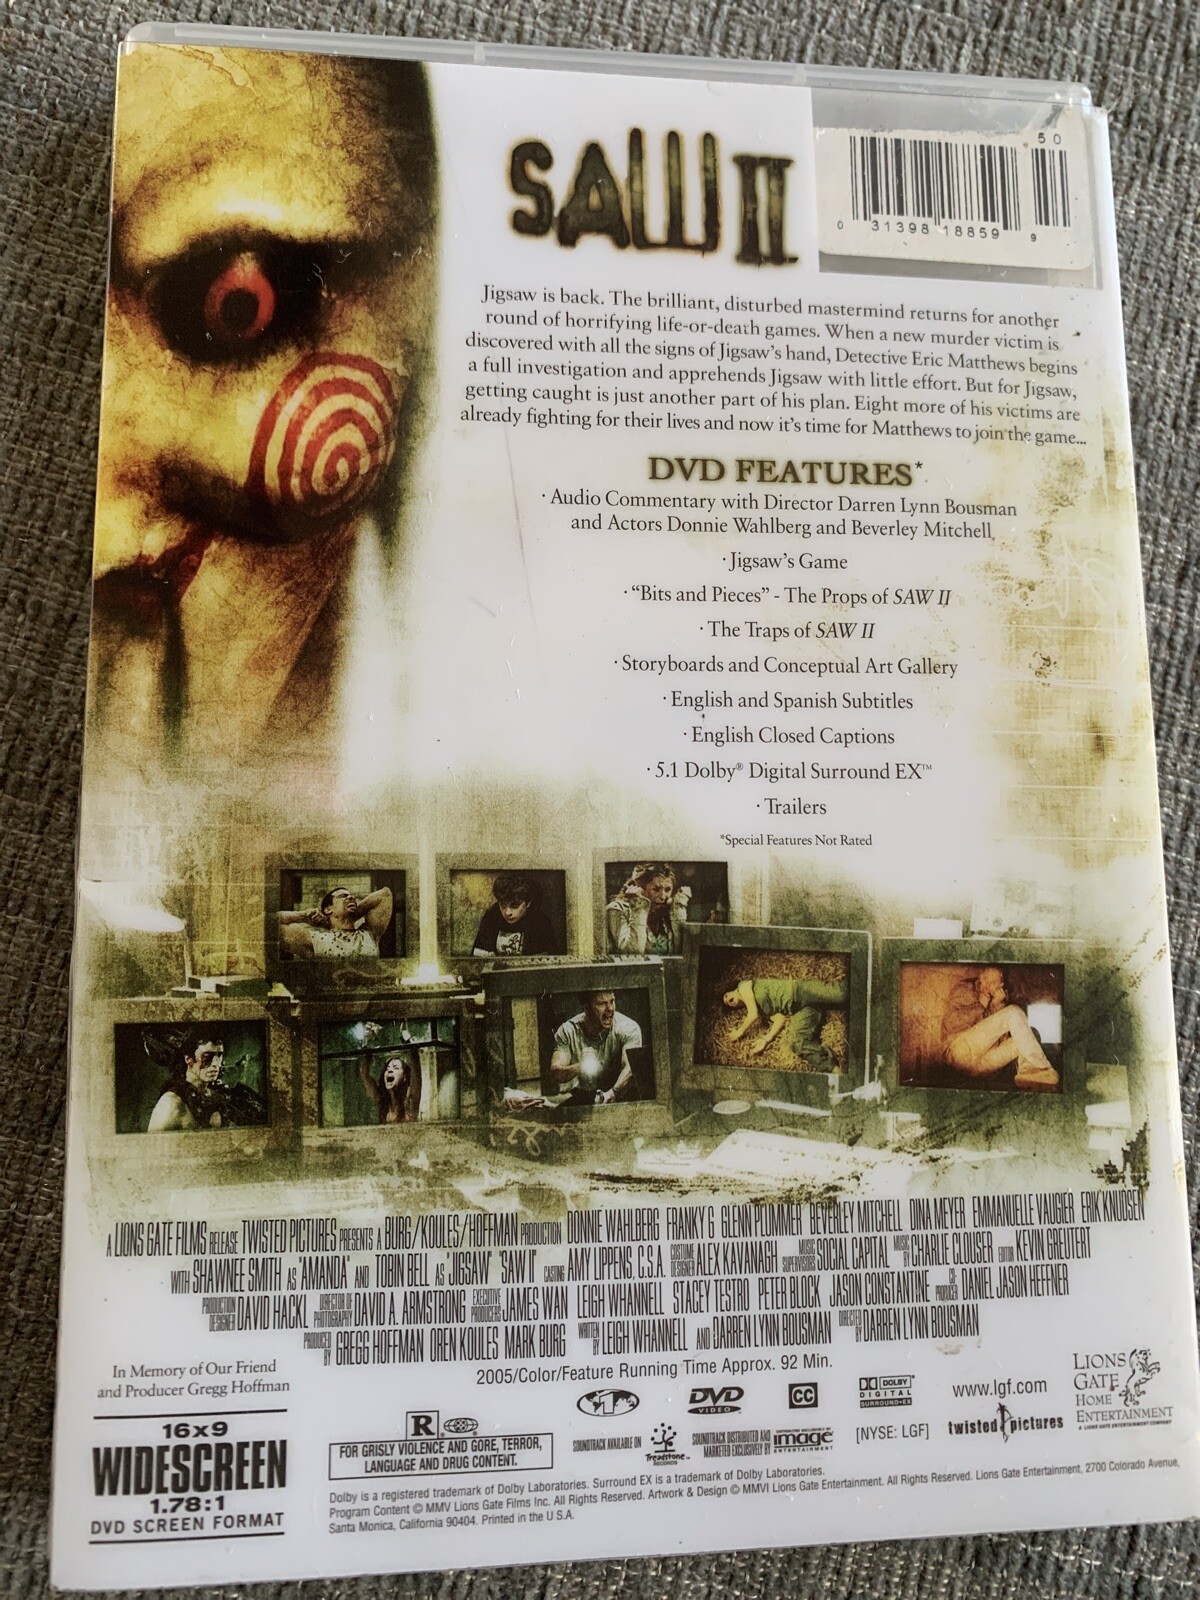 SAW II
50
0 31398 18859 9
Jigsaw is back. The brilliant, disturbed mastermind returns for another
round of horrifying life-or-death games. When a new murder victim is
discovered with all the signs of Jigsaw's hand, Detective Eric Matthews begins
a full investigation and apprehends Jigsaw with little effort. But for Jigsaw,
getting caught is just another part of his plan. Eight more of his victims are
already fighting for their lives and now it's time for Matthews to join the game...
DVD FEATURES*
· Audio Commentary with Director Darren Lynn Bousman
and Actors Donnie Wahlberg and Beverley Mitchell
· Jigsaw's Game
· “Bits and Pieces” - The Props of SAW II
· The Traps of SAW II
· Storyboards and Conceptual Art Gallery
· English and Spanish Subtitles
· English Closed Captions
· 5.1 Dolby® Digital Surround EX™
· Trailers
*Special Features Not Rated
A LIONS GATE FILMS RELEASE TWISTED PICTURES PRESENTS A BURG/KOULES/HOFFMAN PRODUCTION DONNIE WAHLBERG FRANKY G GLENN PLUMMER BEVERLEY MITCHELL DINA MEYER EMMANUELLE VAUGIER ERIK KNUDSEN
WITH SHAWNEE SMITH AS "AMANDA" AND TOBIN BELL AS "JIGSAW" "SAW II" CASTING AMY LIPPENS, C.S.A. COSTUME DESIGNER ALEX KAVANAGH MUSIC SUPERVISORS SOCIAL CAPITAL MUSIC BY CHARLIE CLOUSER EDITOR KEVIN GREUTERT
PRODUCTION DESIGNER DAVID HACKL DIRECTOR OF PHOTOGRAPHY DAVID A. ARMSTRONG EXECUTIVE PRODUCERS JAMES WAN LEIGH WHANNELL STACEY TESTRO PETER BLOCK JASON CONSTANTINE CO-PRODUCER DANIEL JASON HEFFNER
PRODUCED BY GREGG HOFFMAN OREN KOULES MARK BURG WRITTEN BY LEIGH WHANNELL AND DARREN LYNN BOUSMAN DIRECTED BY DARREN LYNN BOUSMAN
2005/Color/Feature Running Time Approx. 92 Min.
In Memory of Our Friend
and Producer Gregg Hoffman
16x9
WIDESCREEN
1.78:1
DVD SCREEN FORMAT
R
FOR GRISLY VIOLENCE AND GORE, TERROR,
LANGUAGE AND DRUG CONTENT.
1
DVD
VIDEO
CC
DOLBY
DIGITAL
SURROUND·EX
www.lgf.com
LIONS
GATE
HOME
ENTERTAINMENT
A LIONS GATE ENTERTAINMENT COMPANY
SOUNDTRACK AVAILABLE ON
Treadstone
RECORDS
SOUNDTRACK DISTRIBUTED AND
MARKETED EXCLUSIVELY BY
image
ENTERTAINMENT
[NYSE: LGF]
twisted pictures
Dolby is a registered trademark of Dolby Laboratories. Surround EX is a trademark of Dolby Laboratories.
Program Content © MMV Lions Gate Films Inc. All Rights Reserved. Artwork & Design © MMVI Lions Gate Entertainment. All Rights Reserved. Lions Gate Entertainment, 2700 Colorado Avenue,
Santa Monica, California 90404. Printed in the U.S.A.